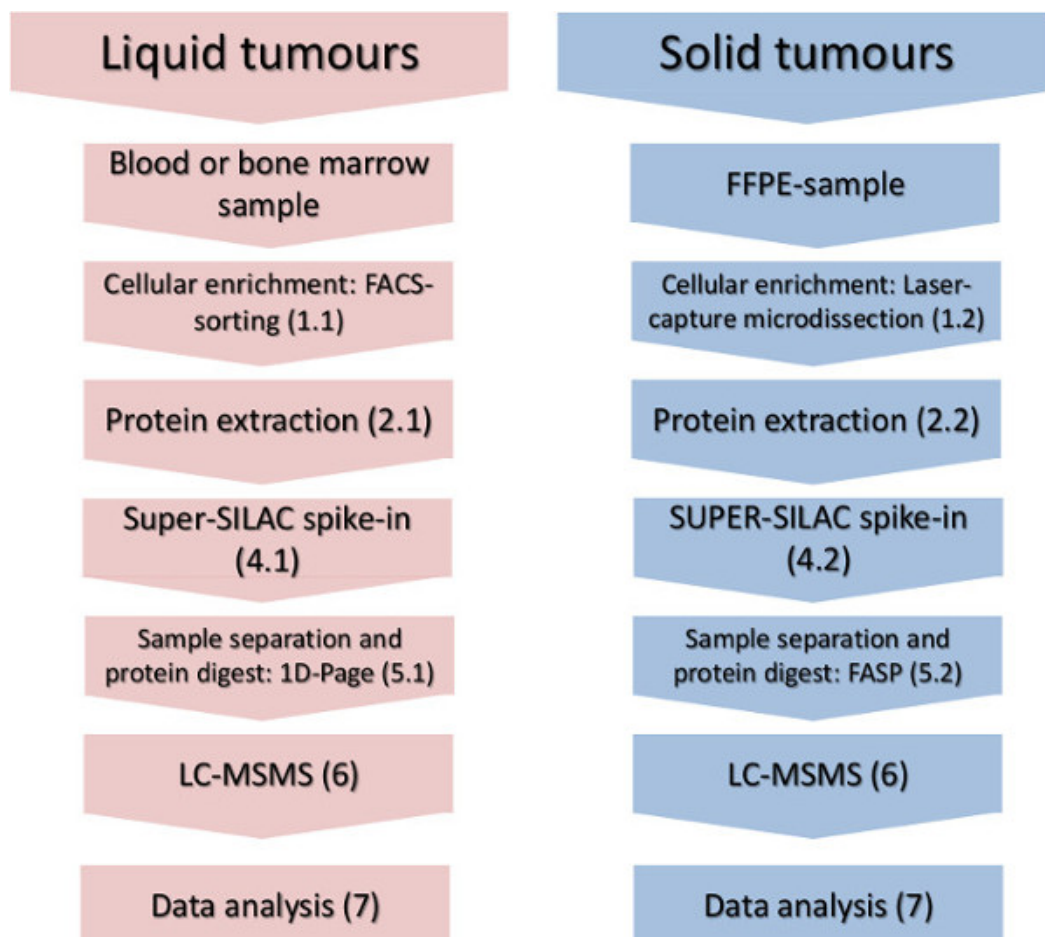 Liquid tumours
Blood or bone marrow
sample
Cellular enrichment: FACS-
sorting (1.1)
Protein extraction (2.1)
Super-SILAC spike-in
(4.1)
Sample separation and
protein digest: 1D-Page (5.1)
LC-MSMS (6)
Data analysis (7)
Solid tumours
FFPE-sample
Cellular enrichment: Laser-
capture microdissection (1.2)
Protein extraction (2.2)
SUPER-SILAC spike-in
(4.2)
Sample separation and
protein digest: FASP (5.2)
LC-MSMS (6)
Data analysis (7)